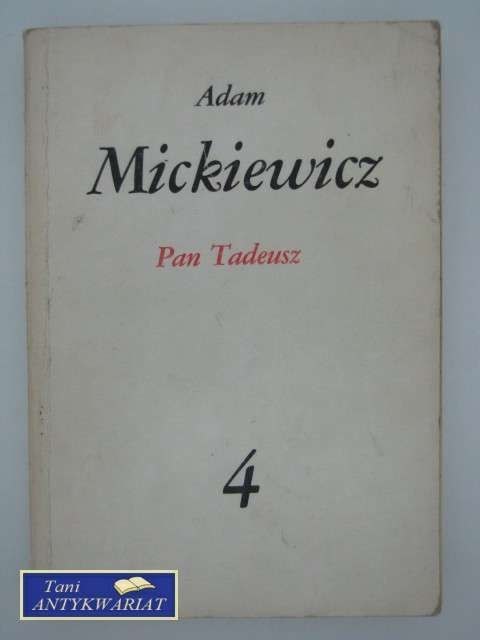 Adam
Mickiewicz
Pan Tadeusz
4
Tani
ANTYKWARIAT